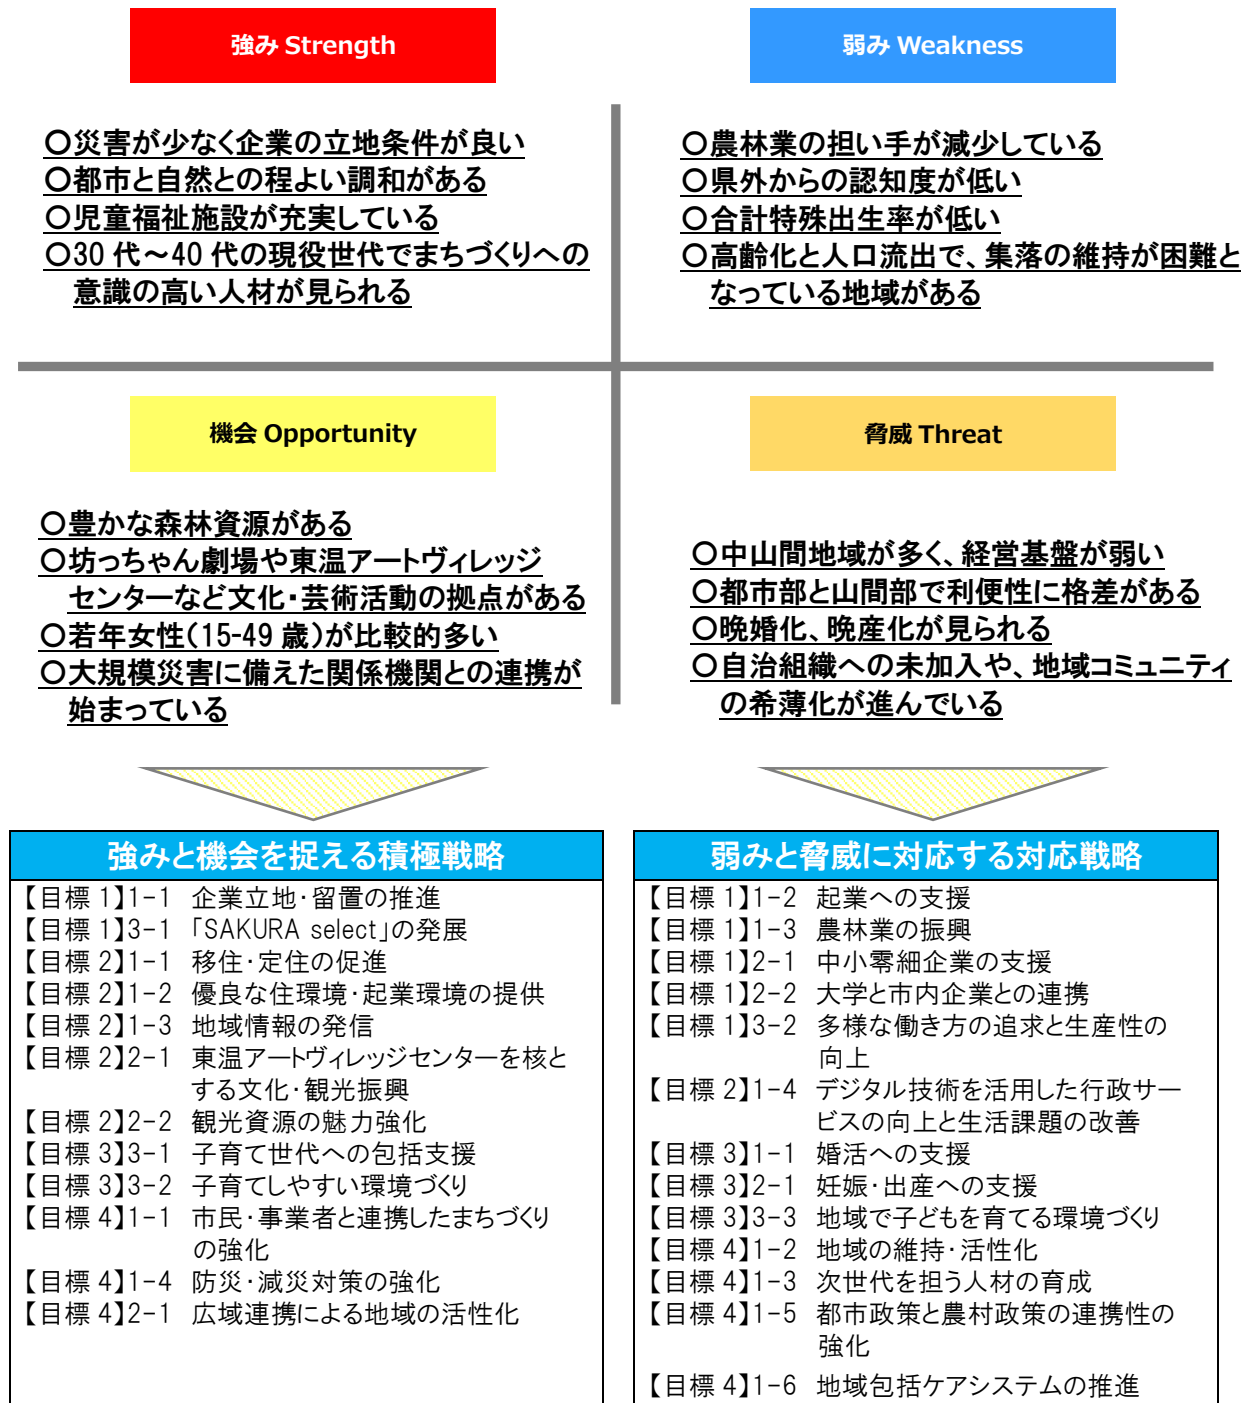 強み Strength
〇災害が少なく企業の立地条件が良い
〇都市と自然との程よい調和がある
〇児童福祉施設が充実している
〇30 代～40 代の現役世代でまちづくりへの
意識の高い人材が見られる
弱み Weakness
〇農林業の担い手が減少している
〇県外からの認知度が低い
〇合計特殊出生率が低い
〇高齢化と人口流出で、集落の維持が困難と
なっている地域がある
機会 Opportunity
〇豊かな森林資源がある
〇坊っちゃん劇場や東温アートヴィレッジ
センターなど文化・芸術活動の拠点がある
〇若年女性（15-49 歳）が比較的多い
〇大規模災害に備えた関係機関との連携が
始まっている
脅威 Threat
〇中山間地域が多く、経営基盤が弱い
〇都市部と山間部で利便性に格差がある
〇晩婚化、晩産化が見られる
〇自治組織への未加入や、地域コミュニティ
の希薄化が進んでいる
強みと機会を捉える積極戦略
【目標 1】1-1 企業立地・留置の推進
【目標 1】3-1 「SAKURA select」の発展
【目標 2】1-1 移住・定住の促進
【目標 2】1-2 優良な住環境・起業環境の提供
【目標 2】1-3 地域情報の発信
【目標 2】2-1 東温アートヴィレッジセンターを核と
する文化・観光振興
【目標 2】2-2 観光資源の魅力強化
【目標 3】3-1 子育て世代への包括支援
【目標 3】3-2 子育てしやすい環境づくり
【目標 4】1-1 市民・事業者と連携したまちづくり
の強化
【目標 4】1-4 防災・減災対策の強化
【目標 4】2-1 広域連携による地域の活性化
弱みと脅威に対応する対応戦略
【目標 1】1-2 起業への支援
【目標 1】1-3 農林業の振興
【目標 1】2-1 中小零細企業の支援
【目標 1】2-2 大学と市内企業との連携
【目標 1】3-2 多様な働き方の追求と生産性の
向上
【目標 2】1-4 デジタル技術を活用した行政サー
ビスの向上と生活課題の改善
【目標 3】1-1 婚活への支援
【目標 3】2-1 妊娠・出産への支援
【目標 3】3-3 地域で子どもを育てる環境づくり
【目標 4】1-2 地域の維持・活性化
【目標 4】1-3 次世代を担う人材の育成
【目標 4】1-5 都市政策と農村政策の連携性の
強化
【目標 4】1-6 地域包括ケアシステムの推進